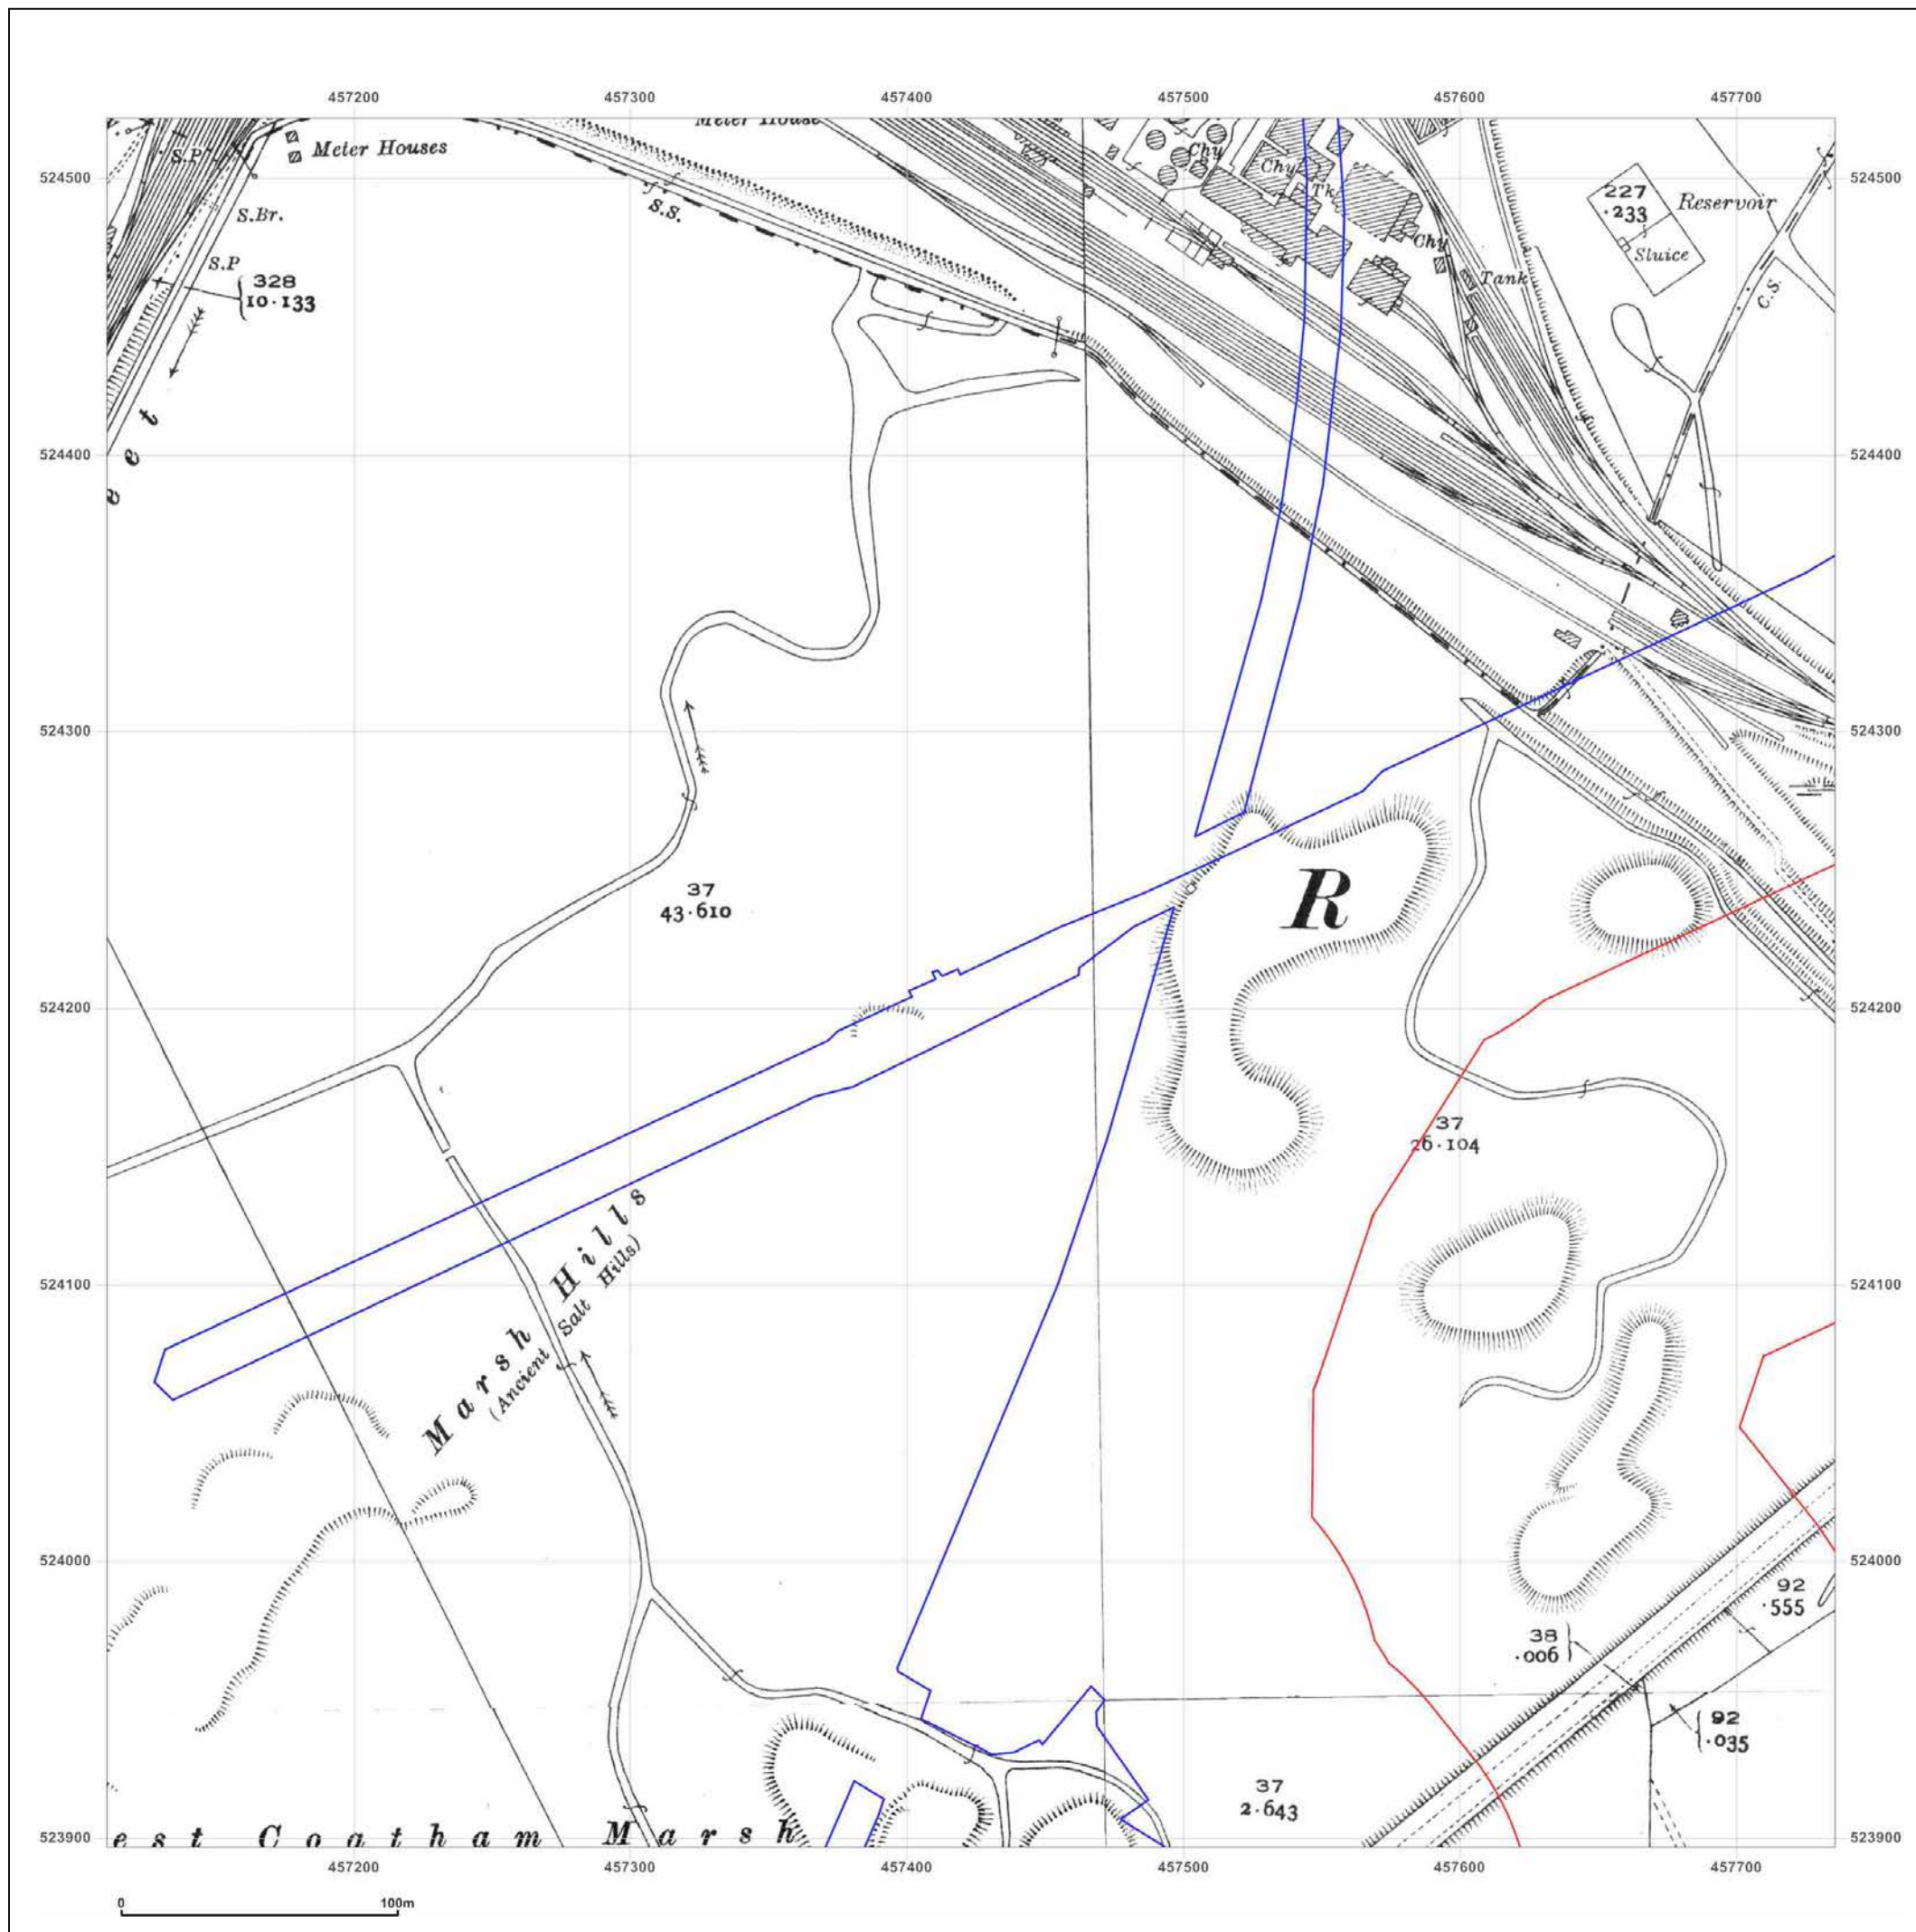 457200 457300 457400 457500 457600 457700
Meter House
S.P.
Meter Houses
Chy
Chy
Tk
524500
524500
227
.233
Reservoir
S.Br.
S.S.
Sluice
Chy
S.P
328
10.133
Tank
C.S.
e t
e
524400
524400
524300
524300
37
43.610
R
524200
524200
37
26.104
Marsh Hills
(Ancient Salt Hills)
524100
524100
524000
524000
92
.555
38
.006
92
.035
37
2.643
est Coatham Marsh
523900
523900
457200 457300 457400 457500 457600 457700
0 100m